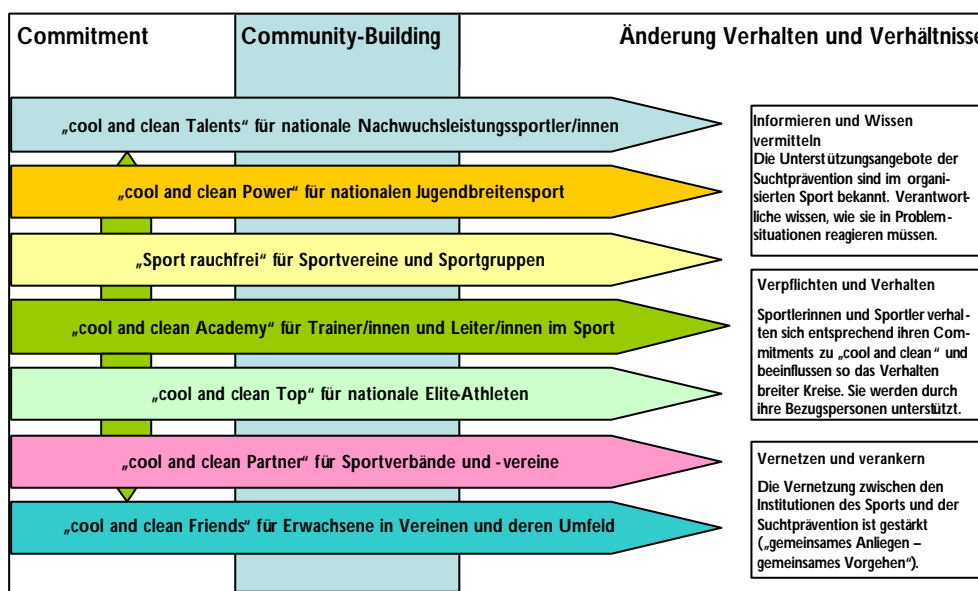 Commitment
Community-Building
Änderung Verhalten und Verhältnisse
„cool and clean Talents“ für nationale Nachwuchsleistungssportler/innen
„cool and clean Power“ für nationalen Jugendbreitensport
„Sport rauchfrei“ für Sportvereine und Sportgruppen
„cool and clean Academy“ für Trainer/innen und Leiter/innen im Sport
„cool and clean Top“ für nationale Elite-Athleten
„cool and clean Partner“ für Sportverbände und -vereine
„cool and clean Friends“ für Erwachsene in Vereinen und deren Umfeld
Informieren und Wissen
vermitteln
Die Unterstützungsangebote der
Suchtprävention sind im organi-
sierten Sport bekannt. Verantwort-
liche wissen, wie sie in Problem-
situationen reagieren müssen.
Verpflichten und Verhalten
Sportlerinnen und Sportler verhal-
ten sich entsprechend ihren Com-
mitments zu „cool and clean“ und
beeinflussen so das Verhalten
breiter Kreise. Sie werden durch
ihre Bezugspersonen unterstützt.
Vernetzen und verankern
Die Vernetzung zwischen den
Institutionen des Sports und der
Suchtprävention ist gestärkt
(„gemeinsames Anliegen –
gemeinsames Vorgehen“).